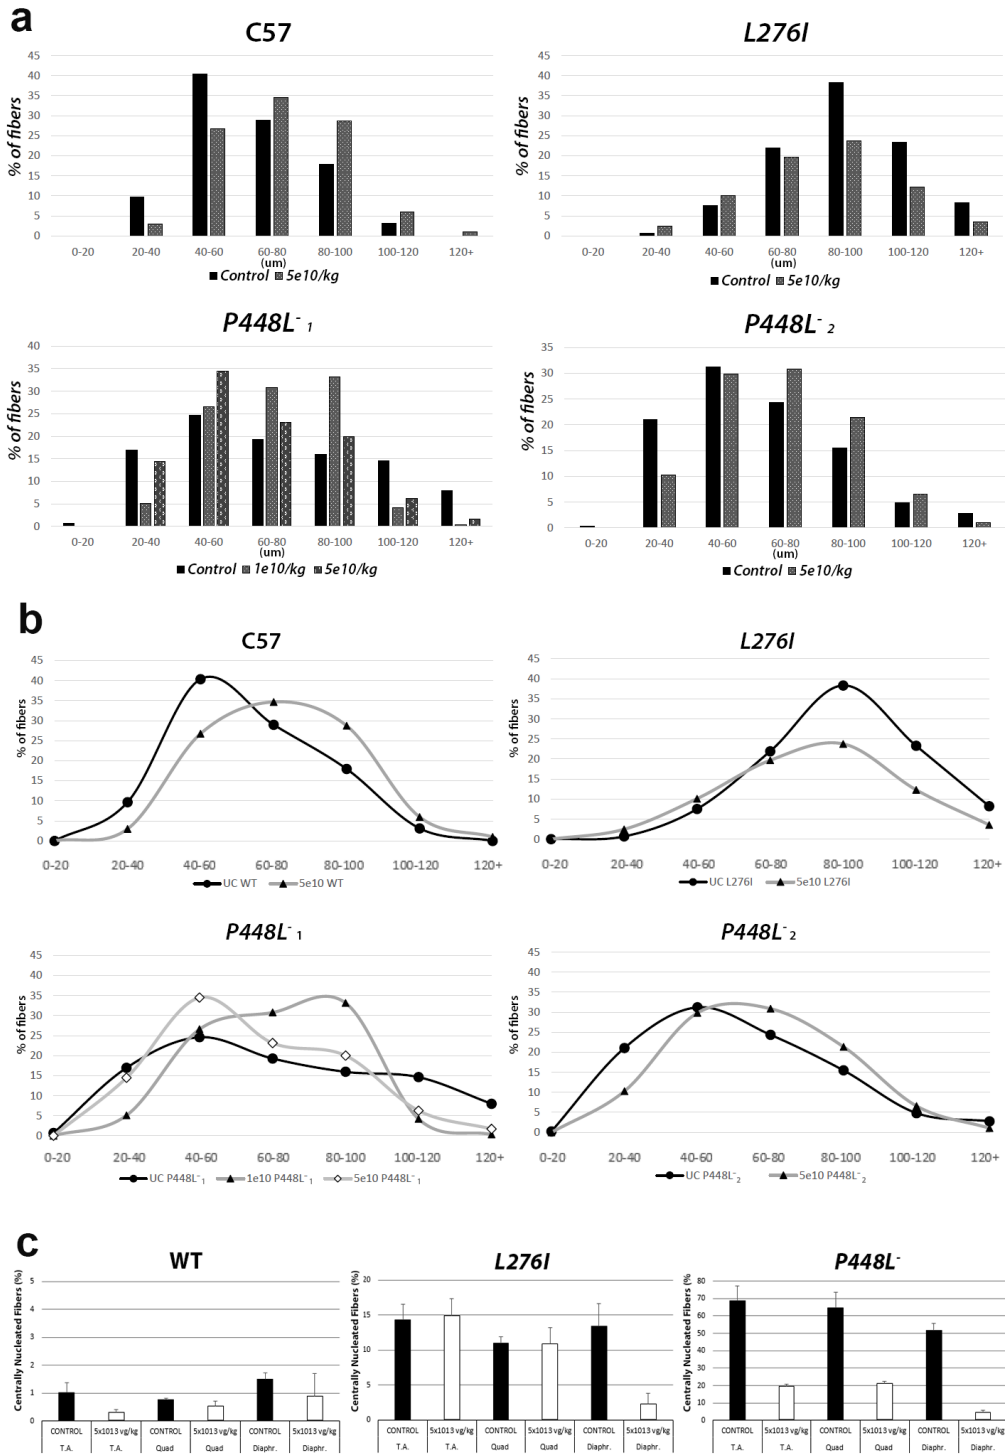 a
C57
% of fibers
45
40
35
30
25
20
15
10
5
0
0-20 20-40 40-60 60-80 80-100 100-120 120+
(um)
Control 5e10/kg
L276I
% of fibers
45
40
35
30
25
20
15
10
5
0
0-20 20-40 40-60 60-80 80-100 100-120 120+
(um)
Control 5e10/kg
P448L- 1
% of fibers
40
35
30
25
20
15
10
5
0
0-20 20-40 40-60 60-80 80-100 100-120 120+
(um)
Control 1e10/kg 5e10/kg
P448L- 2
% of fibers
35
30
25
20
15
10
5
0
0-20 20-40 40-60 60-80 80-100 100-120 120+
(um)
Control 5e10/kg
b
C57
% of fibers
45
40
35
30
25
20
15
10
5
0
0-20 20-40 40-60 60-80 80-100 100-120 120+
UC WT 5e10 WT
L276I
% of fibers
45
40
35
30
25
20
15
10
5
0
0-20 20-40 40-60 60-80 80-100 100-120 120+
UC L276I 5e10 L276I
P448L- 1
% of fibers
45
40
35
30
25
20
15
10
5
0
0-20 20-40 40-60 60-80 80-100 100-120 120+
UC P448L-1 1e10 P448L-1 5e10 P448L-1
P448L- 2
% of fibers
45
40
35
30
25
20
15
10
5
0
0-20 20-40 40-60 60-80 80-100 100-120 120+
UC P448L-2 5e10 P448L-2
c
WT
Centrally Nucleated Fibers (%)
5
4
3
2
1
0
CONTROL 5x1013 vg/kg CONTROL 5x1013 vg/kg CONTROL 5x1013 vg/kg
T.A. T.A. Quad Quad Diaphr. Diaphr.
L276I
Centrally Nucleated Fibers (%)
20
15
10
5
0
CONTROL 5x1013 vg/kg CONTROL 5x1013 vg/kg CONTROL 5x1013 vg/kg
T.A. T.A. Quad Quad Diaphr. Diaphr.
P448L-
Centrally Nucleated Fibers (%)
80
70
60
50
40
30
20
10
0
CONTROL 5x1013 vg/kg CONTROL 5x1013 vg/kg CONTROL 5x1013 vg/kg
T.A. T.A. Quad Quad Diaphr. Diaphr.